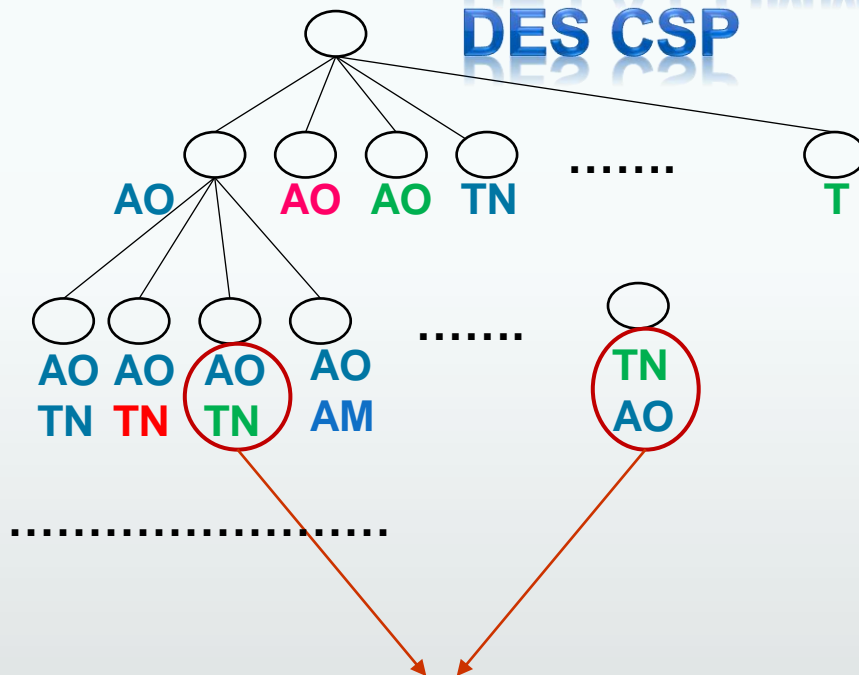 DES CSP
AO AO AO TN ....... T
.......
AO AO AO AO TN
TN TN TN AM AO
........................